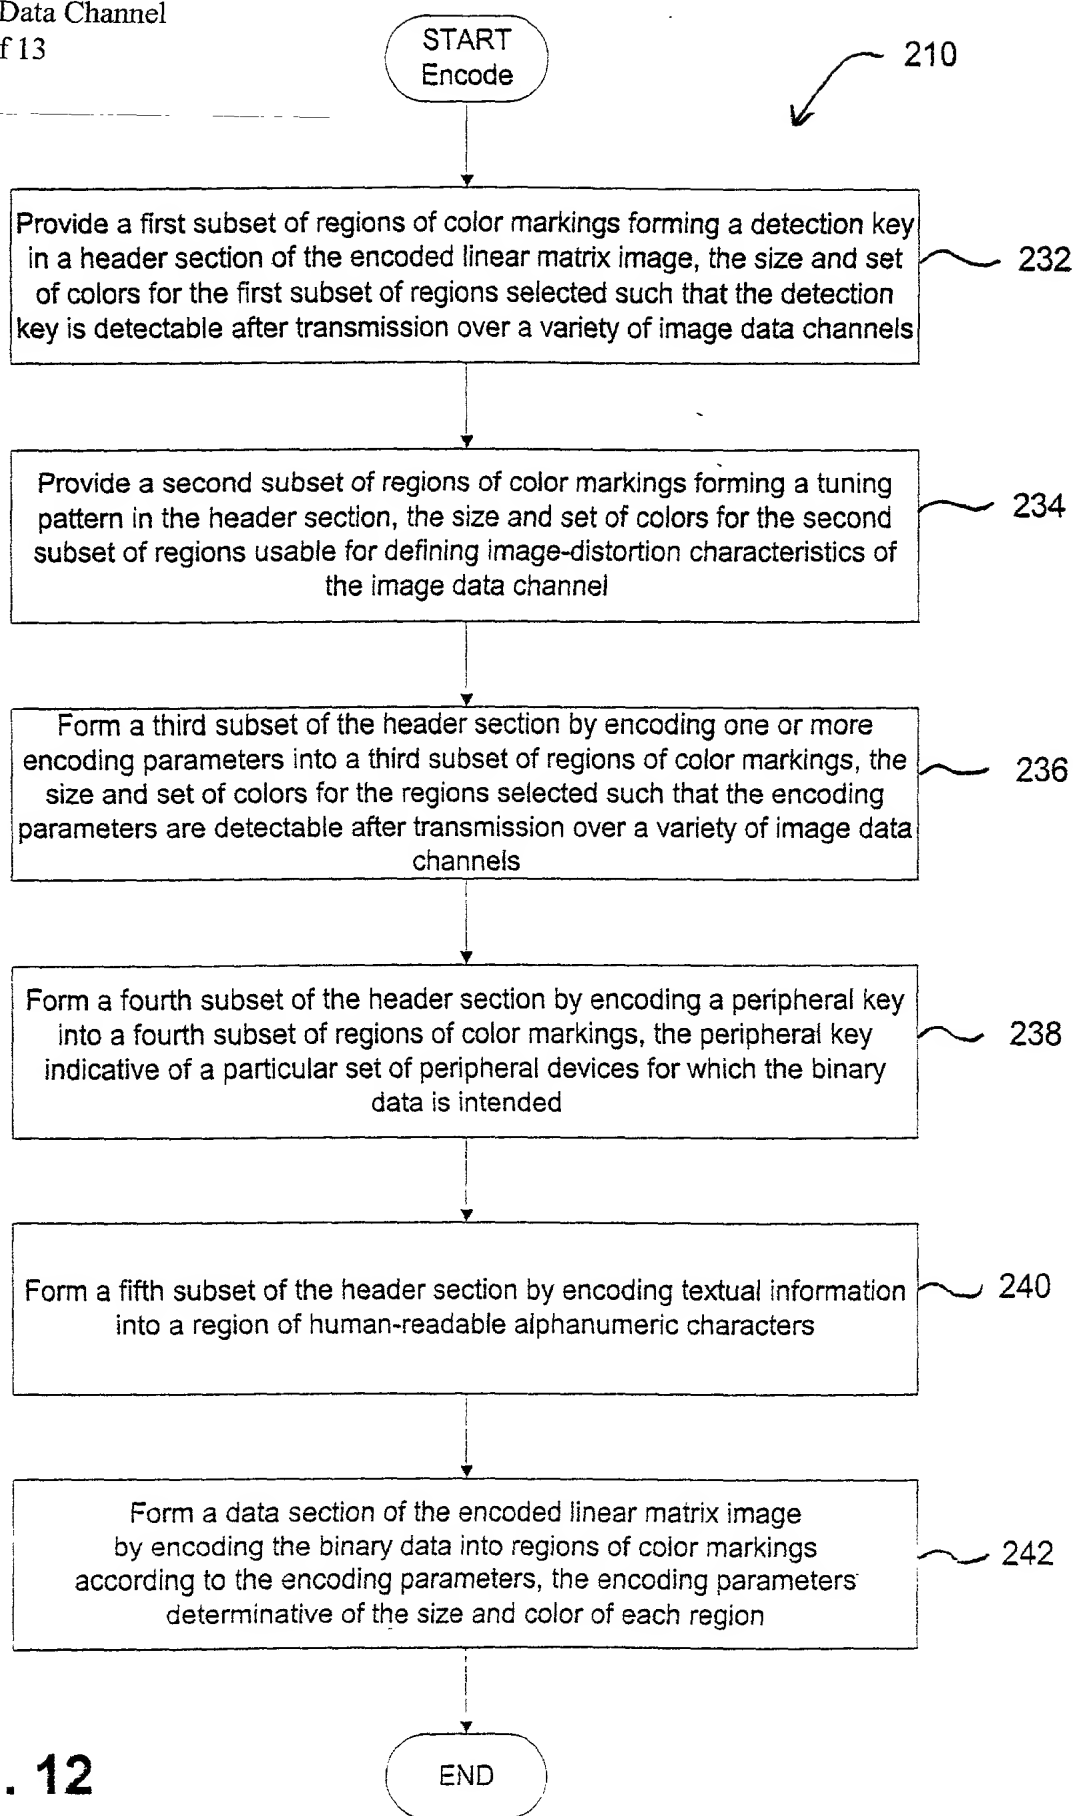 Data Channel
f 13
START
Encode
210
Provide a first subset of regions of color markings forming a detection key
in a header section of the encoded linear matrix image, the size and set
of colors for the first subset of regions selected such that the detection
key is detectable after transmission over a variety of image data channels
232
Provide a second subset of regions of color markings forming a tuning
pattern in the header section, the size and set of colors for the second
subset of regions usable for defining image-distortion characteristics of
the image data channel
234
Form a third subset of the header section by encoding one or more
encoding parameters into a third subset of regions of color markings, the
size and set of colors for the regions selected such that the encoding
parameters are detectable after transmission over a variety of image data
channels
236
Form a fourth subset of the header section by encoding a peripheral key
into a fourth subset of regions of color markings, the peripheral key
indicative of a particular set of peripheral devices for which the binary
data is intended
238
Form a fifth subset of the header section by encoding textual information
into a region of human-readable alphanumeric characters
240
Form a data section of the encoded linear matrix image
by encoding the binary data into regions of color markings
according to the encoding parameters, the encoding parameters
determinative of the size and color of each region
242
END
. 12